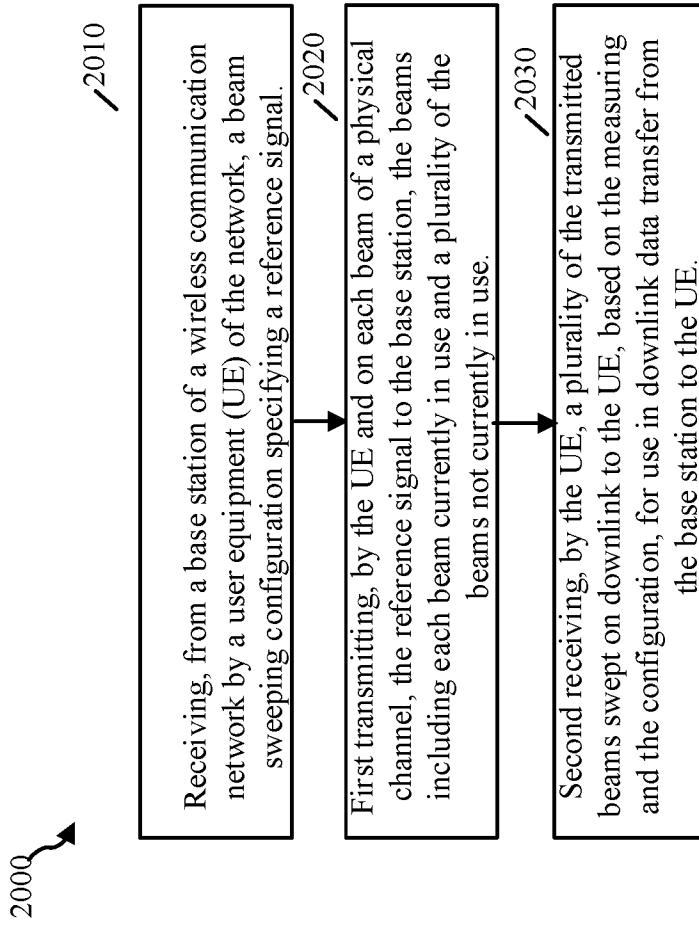 2000
2010
Receiving, from a base station of a wireless communication
network by a user equipment (UE) of the network, a beam
sweeping configuration specifying a reference signal.
2020
First transmitting, by the UE and on each beam of a physical
channel, the reference signal to the base station, the beams
including each beam currently in use and a plurality of the
beams not currently in use.
2030
Second receiving, by the UE, a plurality of the transmitted
beams swept on downlink to the UE, based on the measuring
and the configuration, for use in downlink data transfer from
the base station to the UE.